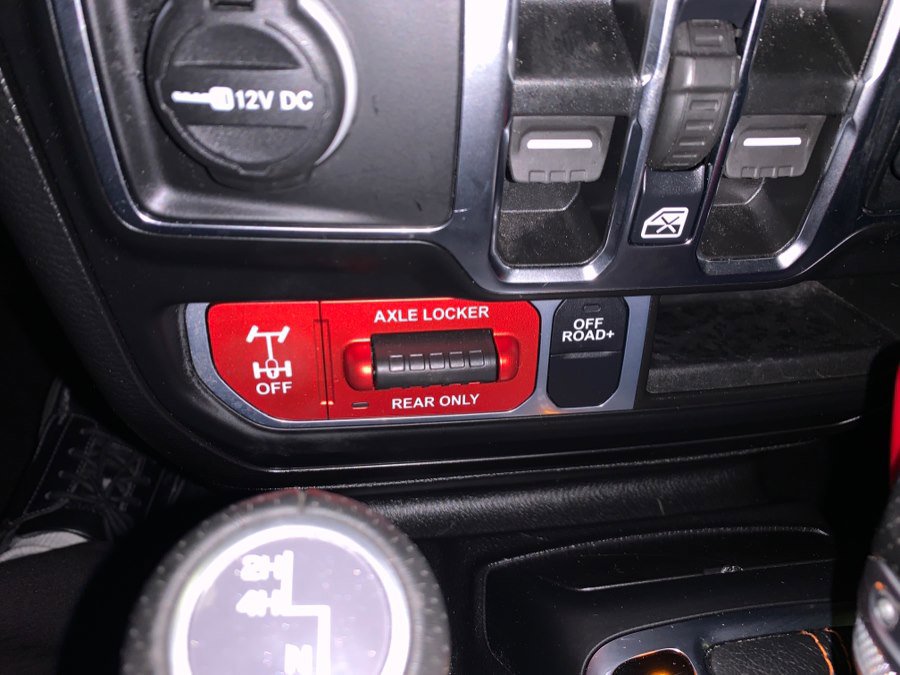 12V DC
AXLE LOCKER
OFF
REAR ONLY
OFF
ROAD+
2H
4H
N